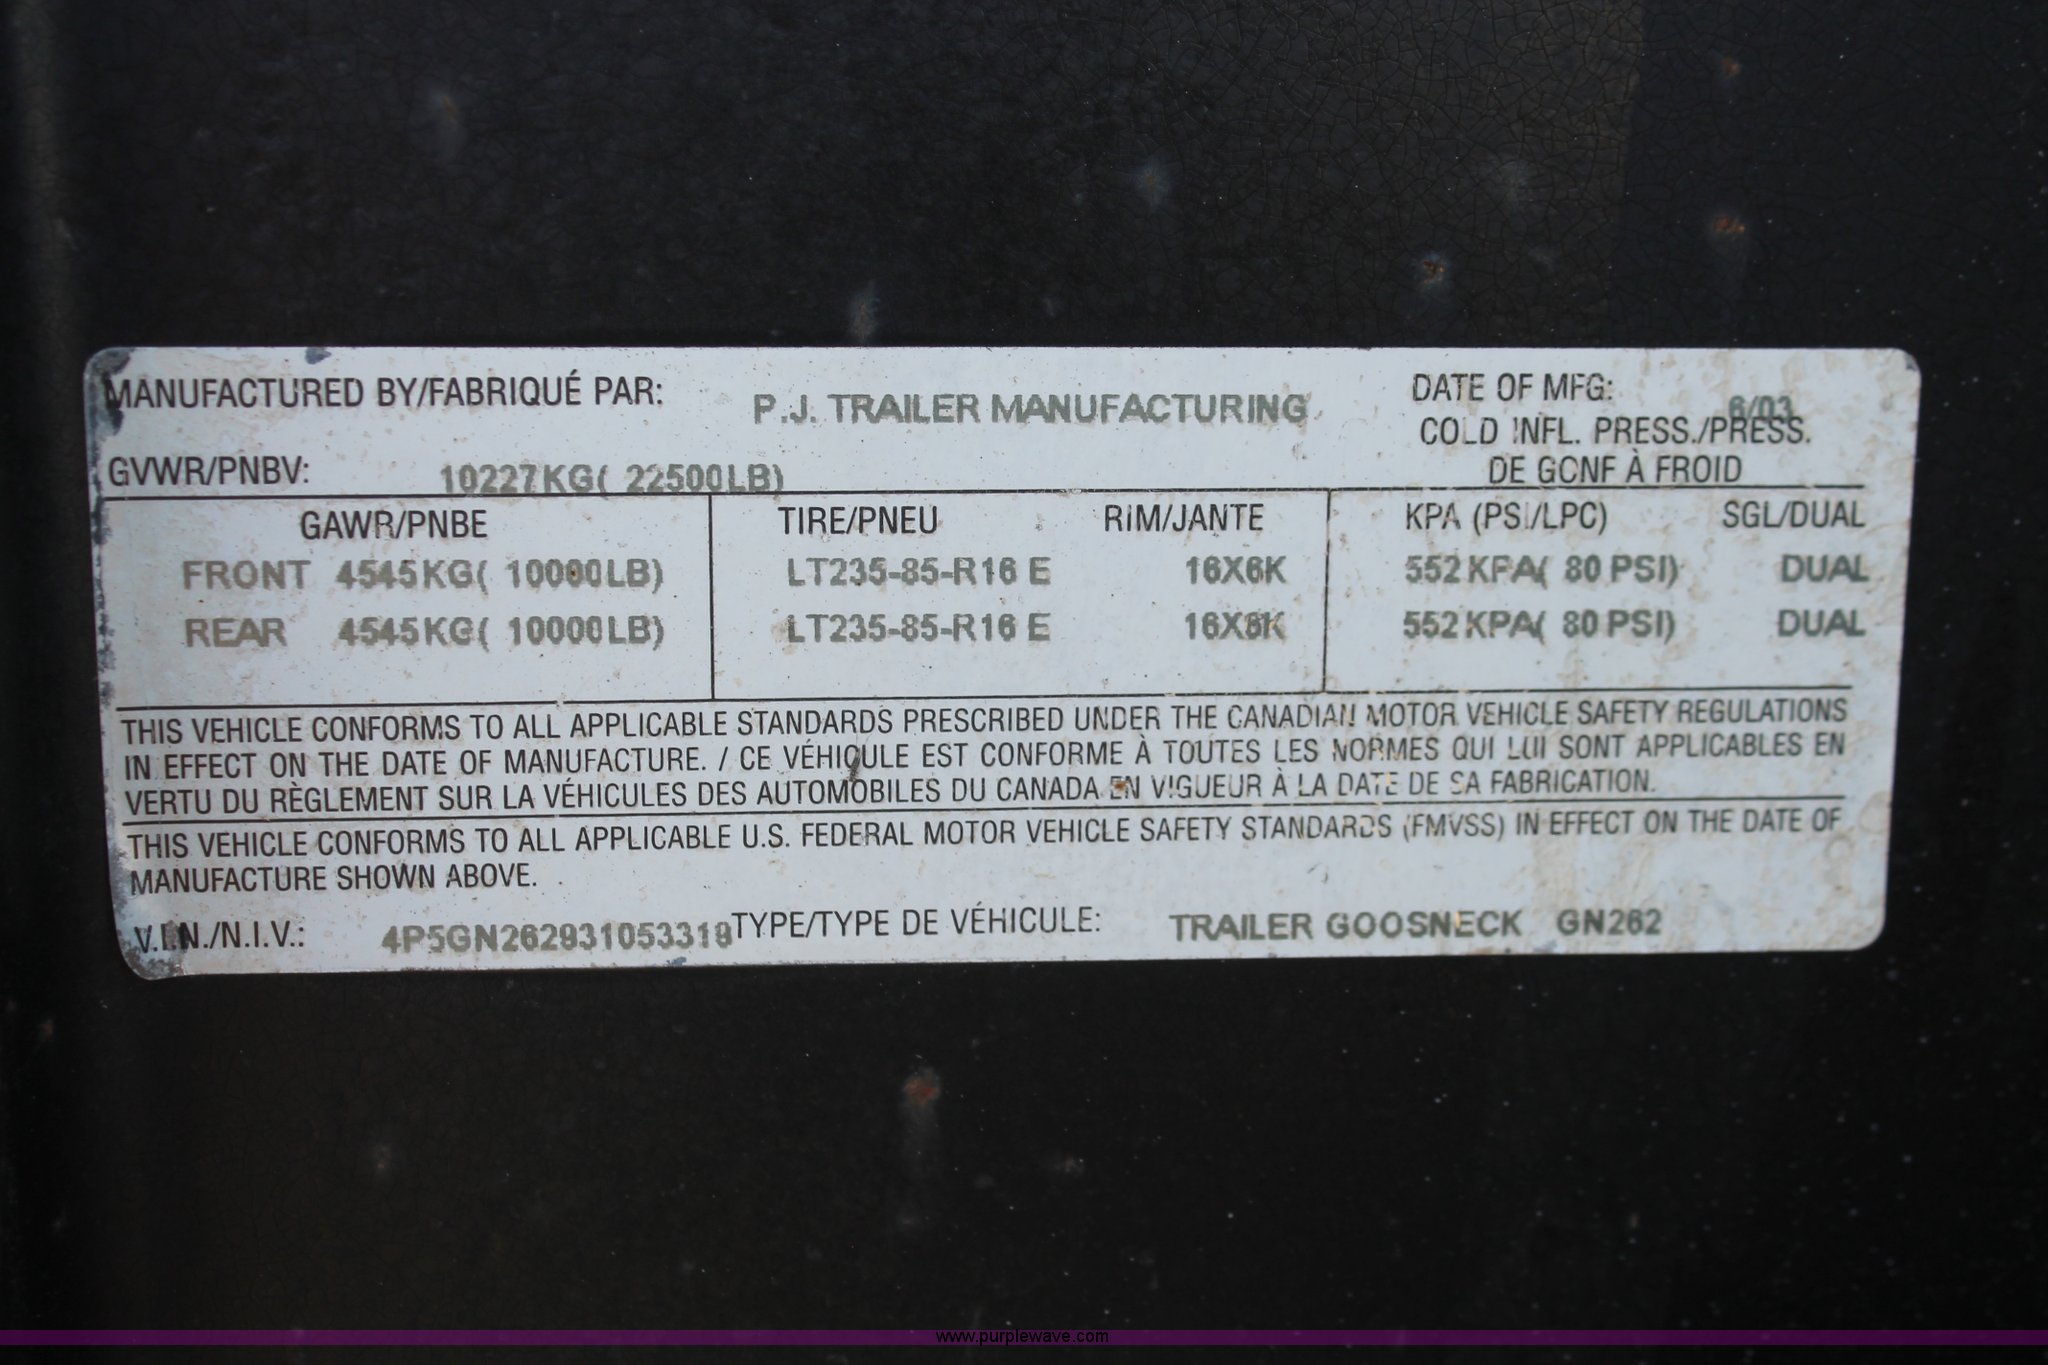 MANUFACTURED BY/FABRIQUÉ PAR: P.J. TRAILER MANUFACTURING DATE OF MFG: 6/03
COLD INFL. PRESS./PRESS.
GVWR/PNBV: 10227KG( 22500LB) DE GCNF À FROID
GAWR/PNBE TIRE/PNEU RIM/JANTE KPA (PSI/LPC) SGL/DUAL
FRONT 4545KG( 10000LB) LT235-85-R16 E 16X6K 552KPA( 80 PSI) DUAL
REAR 4545KG( 10000LB) LT235-85-R16 E 16X6K 552KPA( 80 PSI) DUAL
THIS VEHICLE CONFORMS TO ALL APPLICABLE STANDARDS PRESCRIBED UNDER THE CANADIAN MOTOR VEHICLE SAFETY REGULATIONS
IN EFFECT ON THE DATE OF MANUFACTURE. / CE VÉHICULE EST CONFORME À TOUTES LES NORMES QUI LUI SONT APPLICABLES EN
VERTU DU RÈGLEMENT SUR LA VÉHICULES DES AUTOMOBILES DU CANADA EN VIGUEUR À LA DATE DE SA FABRICATION.
THIS VEHICLE CONFORMS TO ALL APPLICABLE U.S. FEDERAL MOTOR VEHICLE SAFETY STANDARDS (FMVSS) IN EFFECT ON THE DATE OF
MANUFACTURE SHOWN ABOVE.
V.I.N./N.I.V.: TYPE/TYPE DE VÉHICULE: TRAILER GOOSNECK GN262
www.purplewave.com